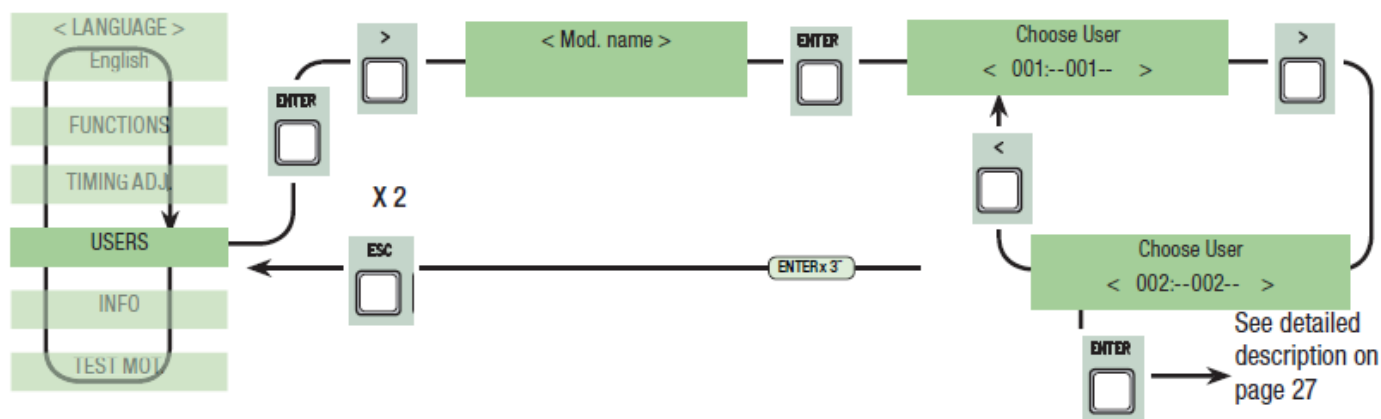 < LANGUAGE >
English
FUNCTIONS
TIMING ADJ.
USERS
INFO
TEST MOT.
ENTER
>
< Mod. name >
ENTER
Choose User
< 001:--001-- >
>
<
X 2
ESC
ENTER x 3"
Choose User
< 002:--002-- >
ENTER
See detailed
description on
page 27